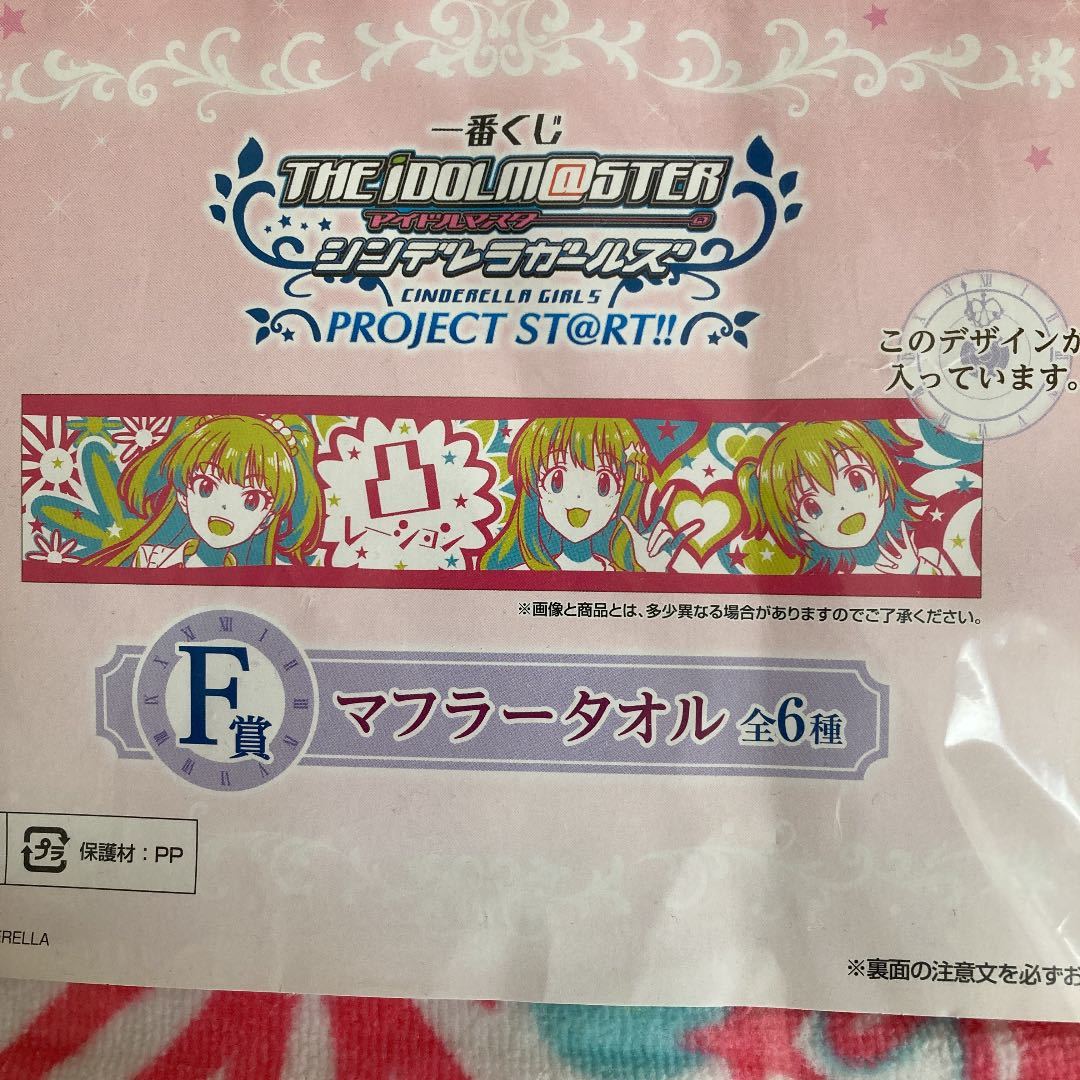 一番くじ
THE iDOLM@STER
アイドルマスター
シンデレラガールズ
CINDERELLA GIRLS
PROJECT ST@RT!!
このデザインが
入っています。
凸
レーション
※画像と商品とは、多少異なる場合がありますのでご了承ください。
F賞
マフラータオル 全6種
プラ
保護材：PP
ERELLA
※裏面の注意文を必ずお